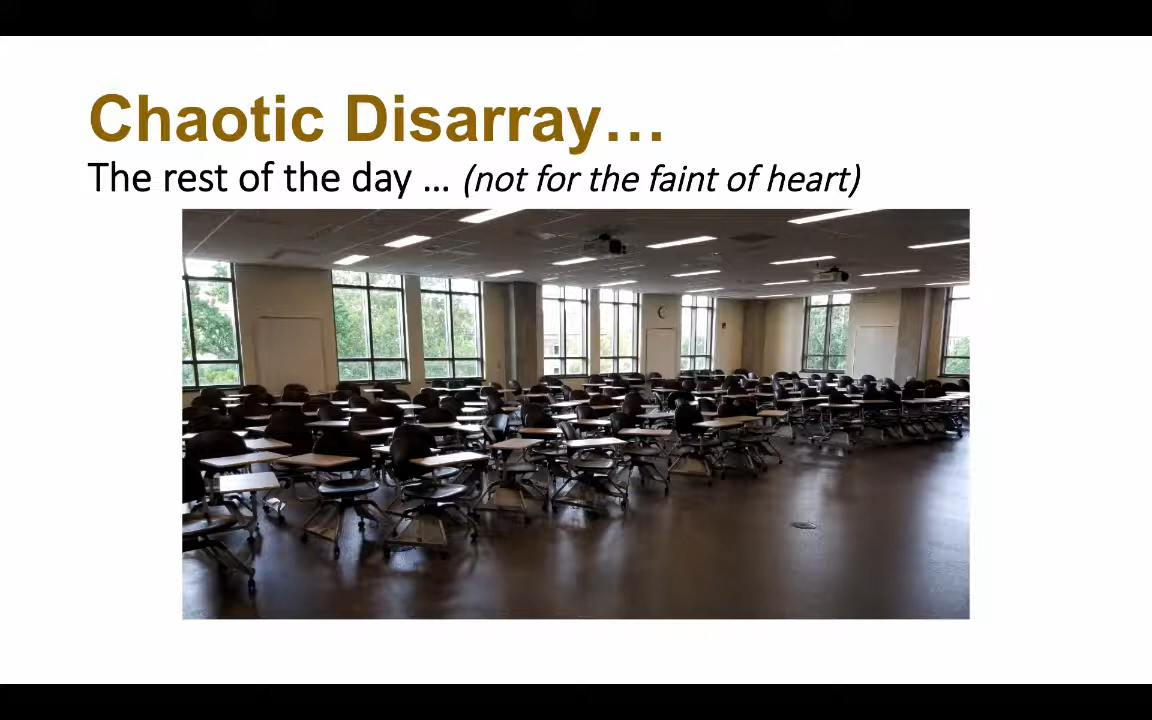 Chaotic Disarray…
The rest of the day … (not for the faint of heart)